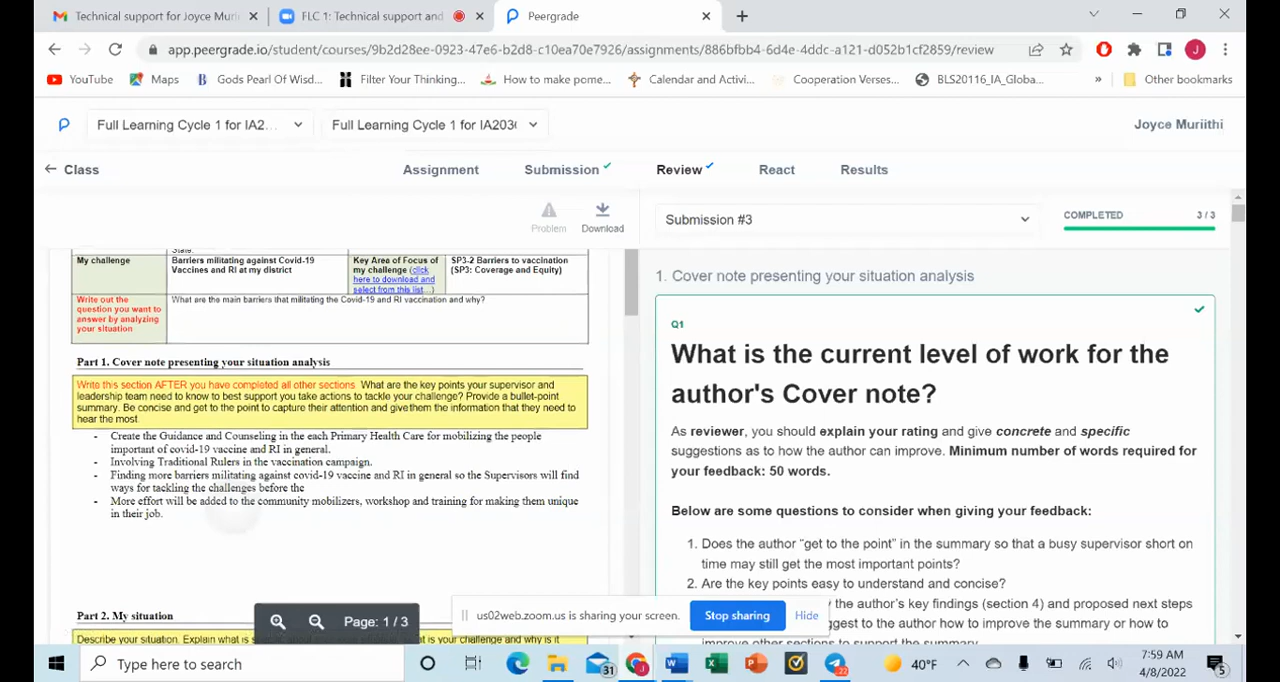 Technical support for Joyce Murii
FLC 1: Technical support and
Peergrade
app.peergrade.io/student/courses/9b2d28ee-0923-47e6-b2d8-c10ea70e7926/assignments/886bfbb4-6d4e-4ddc-a121-d052b1cf2859/review
J
YouTube
Maps
Gods Pearl Of Wisd...
Filter Your Thinking,...
How to make pome...
Calendar and Activi...
Cooperation Verses...
BLS20116_IA_Globa...
»
Other bookmarks
Full Learning Cycle 1 for IA2...
Full Learning Cycle 1 for IA203(
Joyce Muriithi
Class
Assignment
Submission
Review
React
Results
Problem
Download
Submission #3
COMPLETED 3 / 3
State:
My challenge
Barriers militating against Covid-19
Vaccines and RI at my district
Key Area of Focus of
my challenge (click
here to download and
select from this list…)
SP3-2 Barriers to vaccination
(SP3: Coverage and Equity)
Write out the
question you want to
answer by analyzing
your situation
What are the main barriers that militating the Covid-19 and RI vaccination and why?
Part 1. Cover note presenting your situation analysis
Write this section AFTER you have completed all other sections. What are the key points your supervisor and
leadership team need to know to best support you take actions to tackle your challenge? Provide a bullet-point
summary. Be concise and get to the point to capture their attention and givethem the information that they need to
hear the most.
- Create the Guidance and Counseling in the each Primary Health Care for mobilizing the people
important of covid-19 vaccine and RI in general.
- Involving Traditional Rulers in the vaccination campaign.
- Finding more barriers militating against covid-19 vaccine and RI in general so the Supervisors will find
ways for tackling the challenges before the
- More effort will be added to the community mobilizers, workshop and training for making them unique
in their job.
Part 2. My situation
Page: 1 / 3
1. Cover note presenting your situation analysis
Q1
What is the current level of work for the
author's Cover note?
As reviewer, you should explain your rating and give concrete and specific
suggestions as to how the author can improve. Minimum number of words required for
your feedback: 50 words.
Below are some questions to consider when giving your feedback:
1. Does the author “get to the point” in the summary so that a busy supervisor short on
time may still get the most important points?
2. Are the key points easy to understand and concise?
y the author's key findings (section 4) and proposed next steps
ggest to the author how to improve the summary or how to
us02web.zoom.us is sharing your screen.
Stop sharing
Hide
Type here to search
31
40°F
7:59 AM
4/8/2022
5